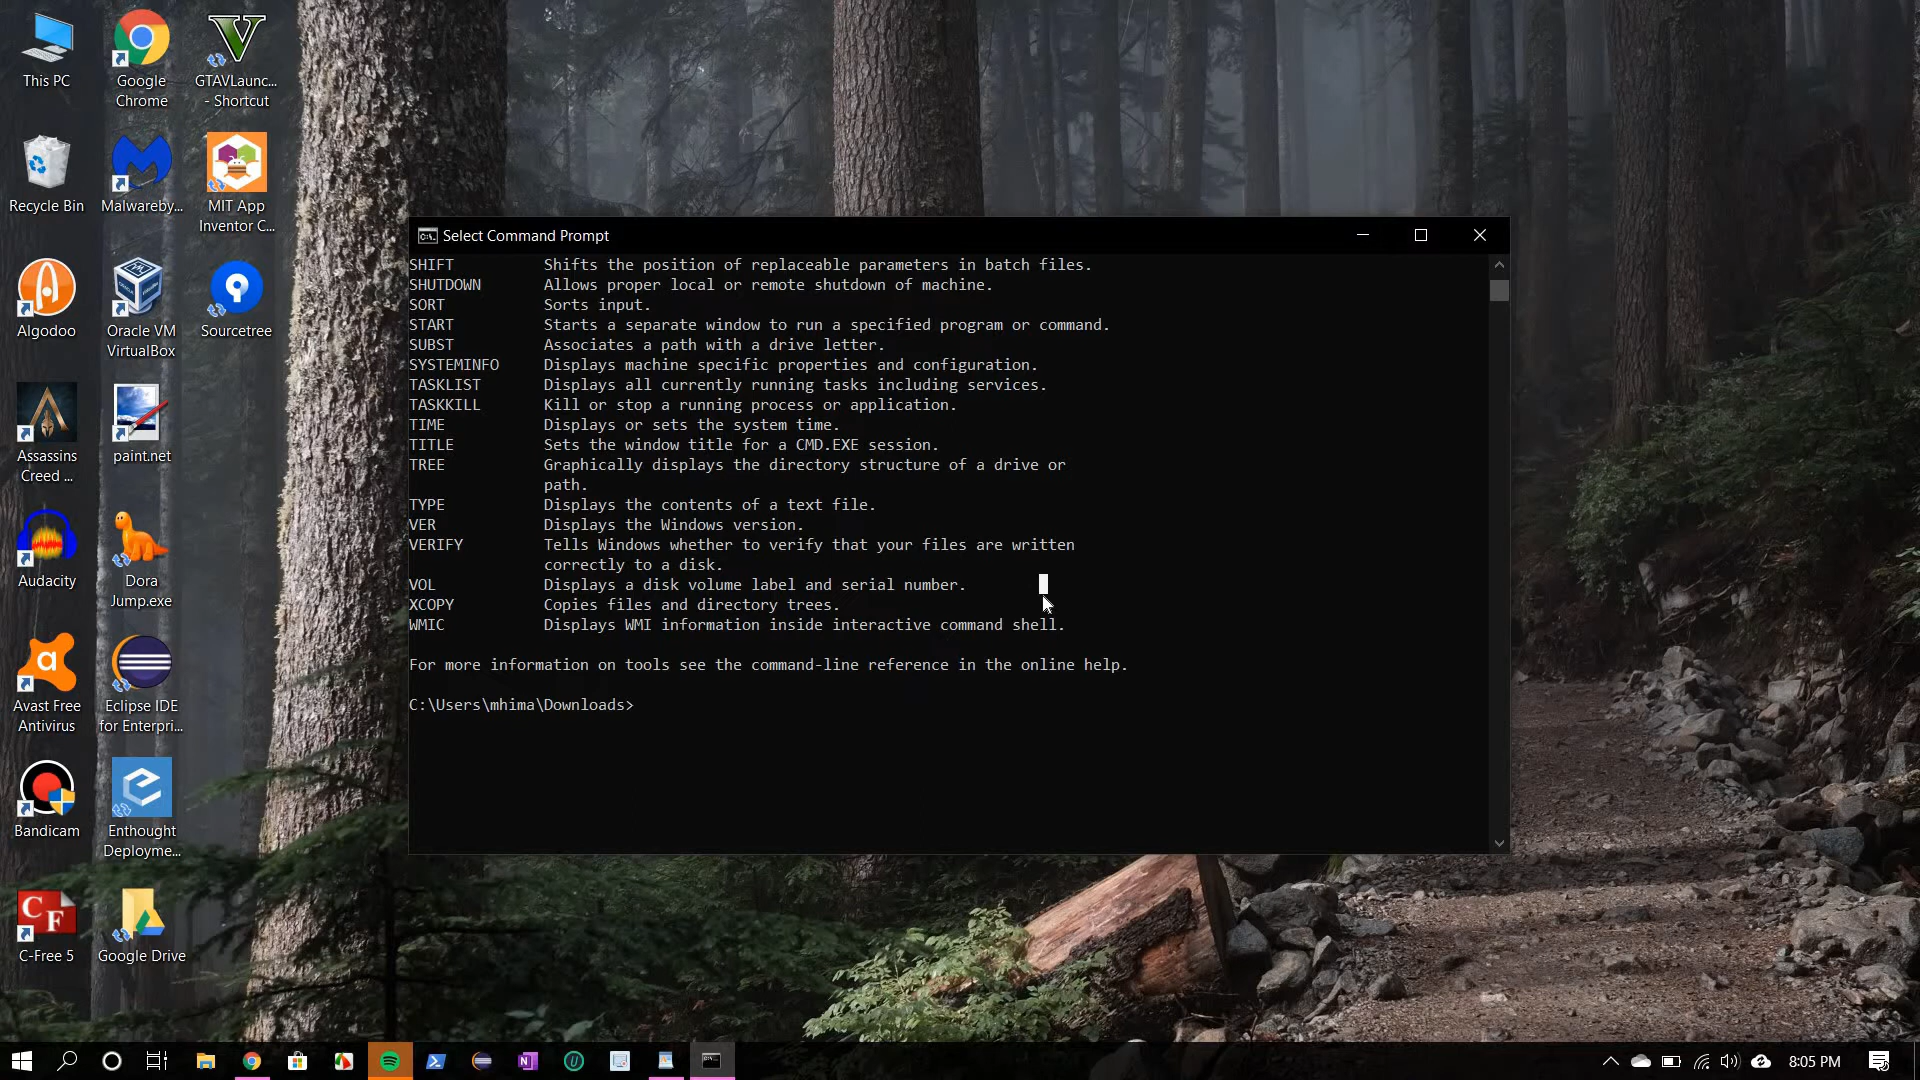 This PC
Google
Chrome
GTAVLaunc...
- Shortcut
Recycle Bin
Malwareby...
MIT App
Inventor C...
Algodoo
Oracle VM
VirtualBox
Sourcetree
Assassins
Creed ...
paint.net
Audacity
Dora
Jump.exe
Avast Free
Antivirus
Eclipse IDE
for Enterpri...
Bandicam
Enthought
Deployme...
C-Free 5
Google Drive
Select Command Prompt
SHIFT Shifts the position of replaceable parameters in batch files.
SHUTDOWN Allows proper local or remote shutdown of machine.
SORT Sorts input.
START Starts a separate window to run a specified program or command.
SUBST Associates a path with a drive letter.
SYSTEMINFO Displays machine specific properties and configuration.
TASKLIST Displays all currently running tasks including services.
TASKKILL Kill or stop a running process or application.
TIME Displays or sets the system time.
TITLE Sets the window title for a CMD.EXE session.
TREE Graphically displays the directory structure of a drive or
path.
TYPE Displays the contents of a text file.
VER Displays the Windows version.
VERIFY Tells Windows whether to verify that your files are written
correctly to a disk.
VOL Displays a disk volume label and serial number.
XCOPY Copies files and directory trees.
WMIC Displays WMI information inside interactive command shell.
For more information on tools see the command-line reference in the online help.
C:\Users\mhima\Downloads>
8:05 PM